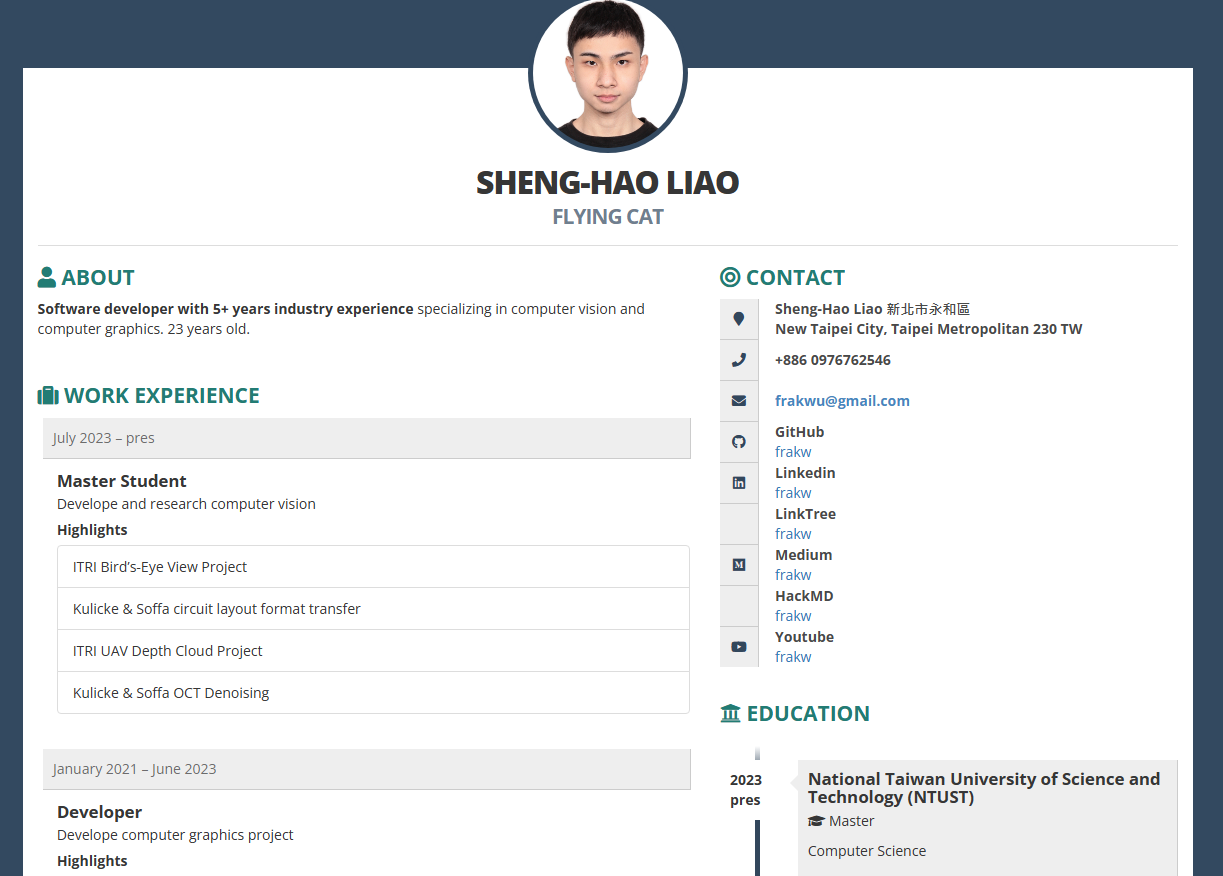 SHENG-HAO LIAO
FLYING CAT
ABOUT
Software developer with 5+ years industry experience specializing in computer vision and
computer graphics. 23 years old.
WORK EXPERIENCE
July 2023 – pres
Master Student
Develope and research computer vision
Highlights
ITRI Bird’s-Eye View Project
Kulicke & Soffa circuit layout format transfer
ITRI UAV Depth Cloud Project
Kulicke & Soffa OCT Denoising
January 2021 – June 2023
Developer
Develope computer graphics project
Highlights
CONTACT
Sheng-Hao Liao 新北市永和區
New Taipei City, Taipei Metropolitan 230 TW
+886 0976762546
frakwu@gmail.com
GitHub
frakw
Linkedin
frakw
LinkTree
frakw
Medium
frakw
HackMD
frakw
Youtube
frakw
EDUCATION
2023
pres
National Taiwan University of Science and
Technology (NTUST)
Master
Computer Science